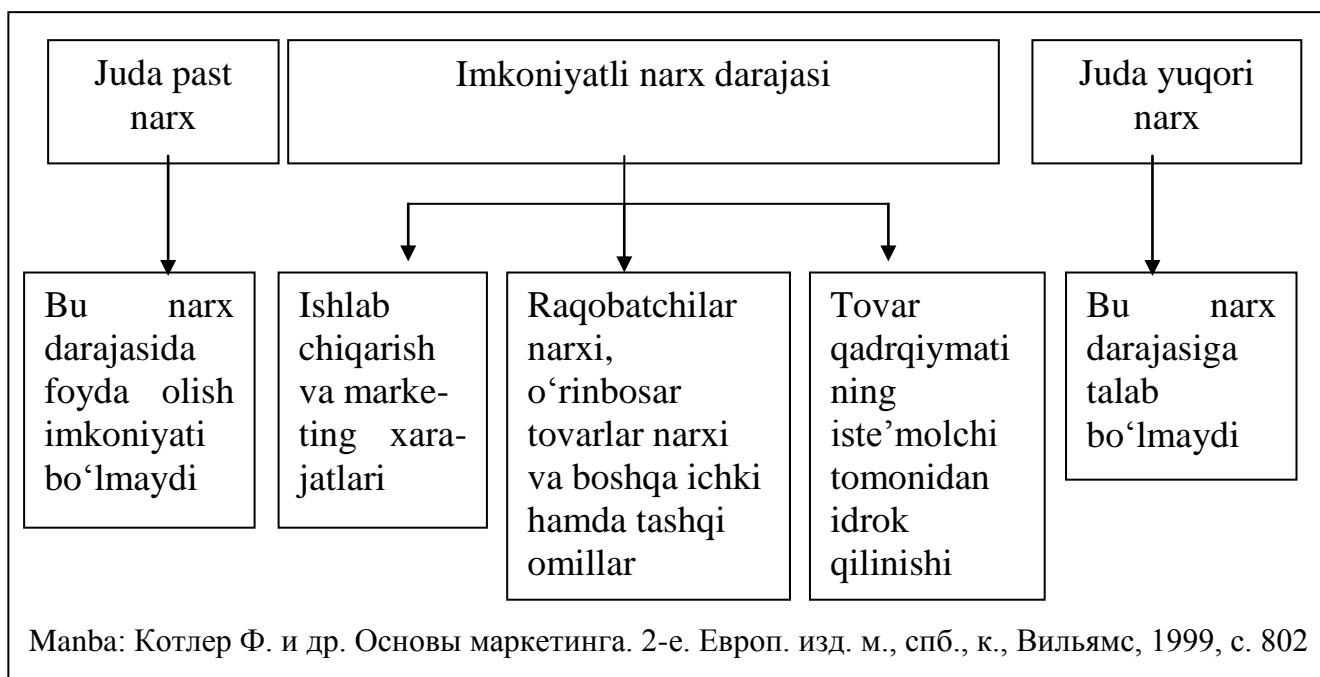 Juda past
narx
Imkoniyatli narx darajasi
Juda yuqori
narx
Bu narx
darajasida
foyda olish
imkoniyati
bo‘lmaydi
Ishlab
chiqarish
va marke-
ting xara-
jatlari
Raqobatchilar
narxi,
o‘rinbosar
tovarlar narxi
va boshqa ichki
hamda tashqi
omillar
Tovar
qadrqiymati
ning
iste’molchi
tomonidan
idrok
qilinishi
Bu narx
darajasiga
talab
bo‘lmaydi
Manba: Котлер Ф. и др. Основы маркетинга. 2-е. Европ. изд. м., спб., к., Вильямс, 1999, с. 802